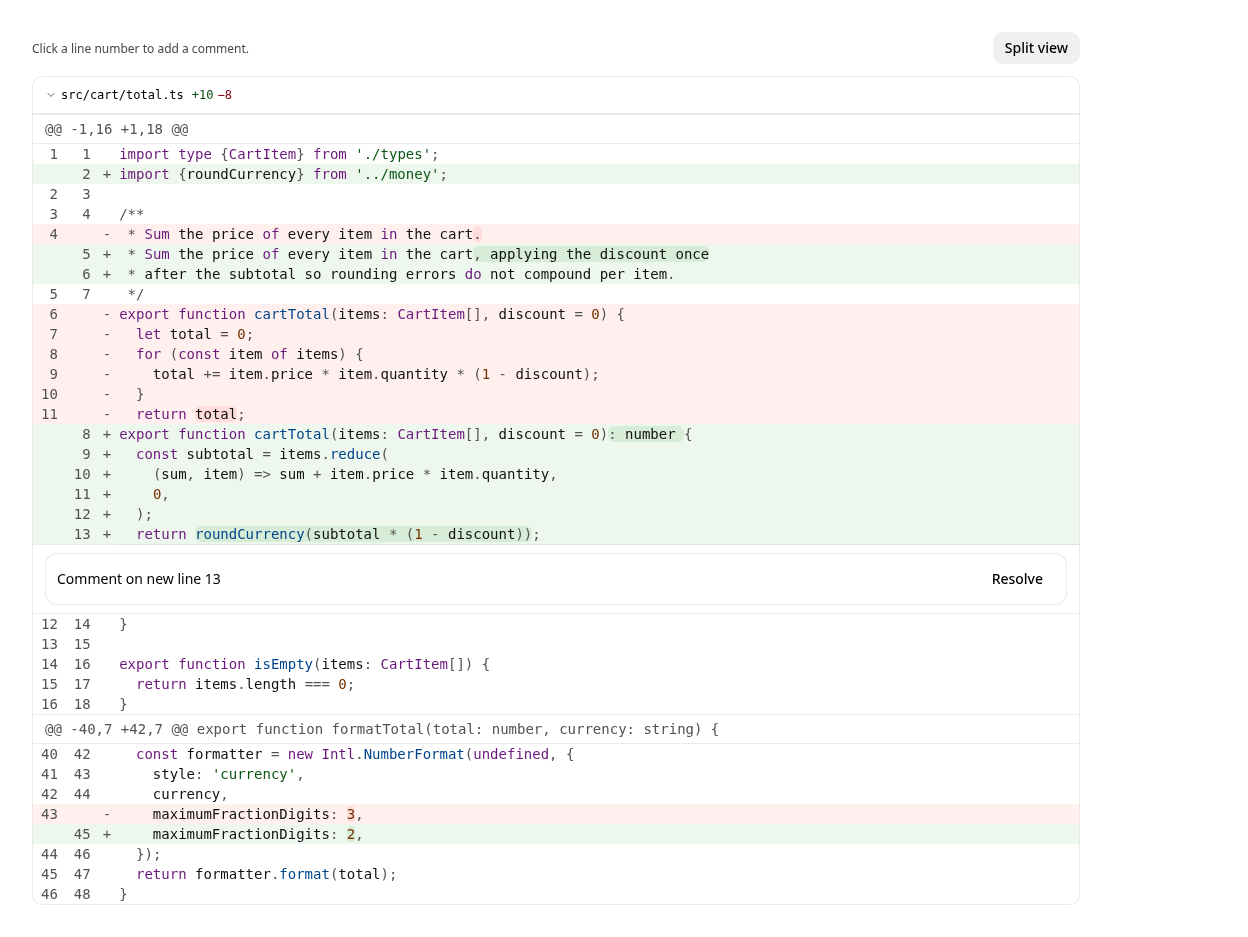 Click a line number to add a comment.
Split view
src/cart/total.ts +10 −8
@@ -1,16 +1,18 @@
1 1 import type {CartItem} from './types';
2 + import {roundCurrency} from '../money';
2 3
3 4 /**
4 -  * Sum the price of every item in the cart.
5 +  * Sum the price of every item in the cart, applying the discount once
6 +  * after the subtotal so rounding errors do not compound per item.
5 7  */
6 - export function cartTotal(items: CartItem[], discount = 0) {
7 -   let total = 0;
8 -   for (const item of items) {
9 -     total += item.price * item.quantity * (1 - discount);
10 -   }
11 -   return total;
8 + export function cartTotal(items: CartItem[], discount = 0): number {
9 +   const subtotal = items.reduce(
10 +     (sum, item) => sum + item.price * item.quantity,
11 +     0,
12 +   );
13 +   return roundCurrency(subtotal * (1 - discount));
Comment on new line 13
Resolve
12 14 }
13 15
14 16 export function isEmpty(items: CartItem[]) {
15 17   return items.length === 0;
16 18 }
@@ -40,7 +42,7 @@ export function formatTotal(total: number, currency: string) {
40 42   const formatter = new Intl.NumberFormat(undefined, {
41 43     style: 'currency',
42 44     currency,
43 -     maximumFractionDigits: 3,
45 +     maximumFractionDigits: 2,
44 46   });
45 47   return formatter.format(total);
46 48 }